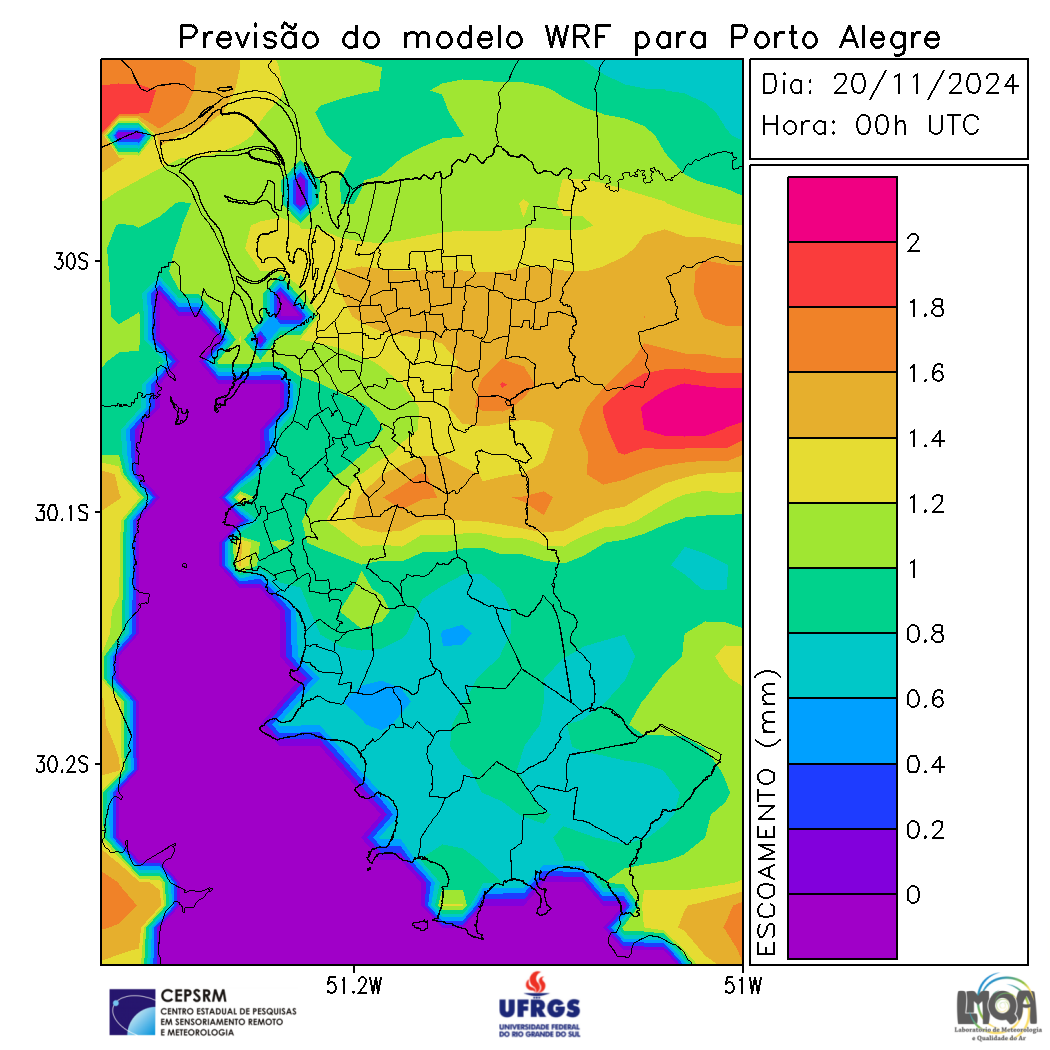 Previsão do modelo WRF para Porto Alegre
Dia: 20/11/2024
Hora: 00h UTC
30S
30.1S
30.2S
51.2W
51W
ESCOAMENTO (mm)
2
1.8
1.6
1.4
1.2
1
0.8
0.6
0.4
0.2
0
CEPSRM
CENTRO ESTADUAL DE PESQUISAS
EM SENSORIAMENTO REMOTO
E METEOROLOGIA
UFRGS
UNIVERSIDADE FEDERAL
DO RIO GRANDE DO SUL
LMQA
Laboratório de Meteorologia
e Qualidade do Ar